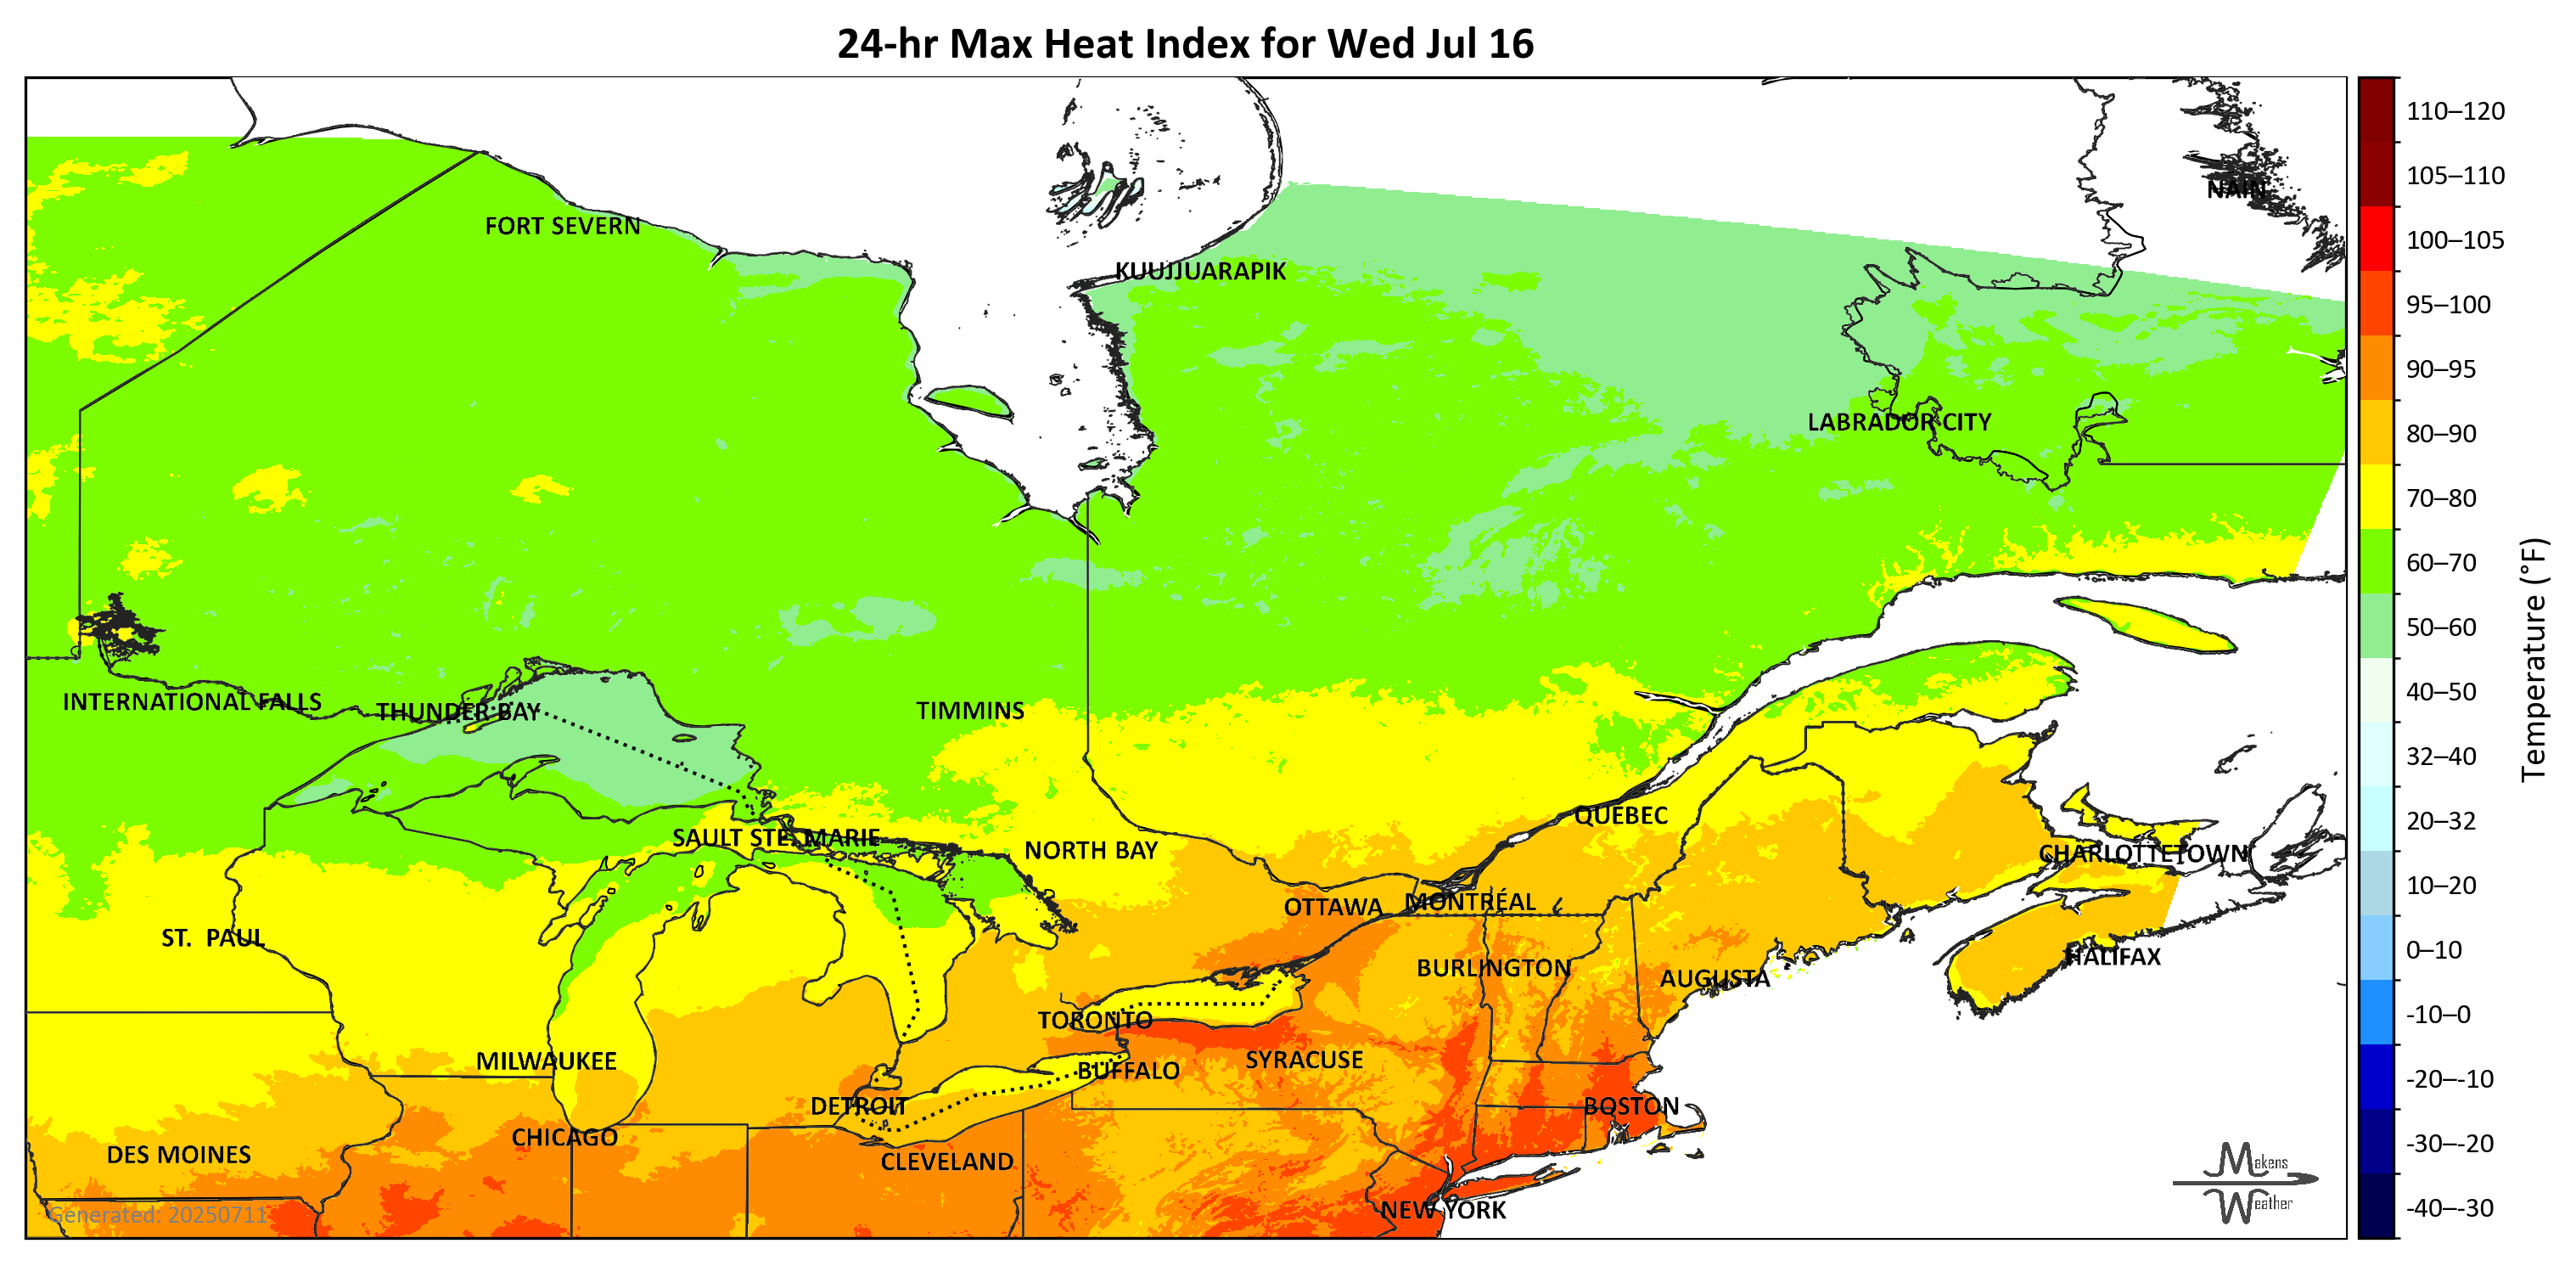 24-hr Max Heat Index for Wed Jul 16
110–120
105–110
NAIN
FORT SEVERN
100–105
KUUJJUARAPIK
95–100
90–95
LABRADOR CITY
80–90
70–80
60–70
50–60
Temperature (°F)
40–50
INTERNATIONAL FALLS
THUNDER BAY
TIMMINS
32–40
QUEBEC
20–32
SAULT STE. MARIE
NORTH BAY
CHARLOTTETOWN
10–20
OTTAWA
MONTRÉAL
ST.  PAUL
0–10
HALIFAX
BURLINGTON
AUGUSTA
-10–0
TORONTO
MILWAUKEE
SYRACUSE
BUFFALO
-20–-10
DETROIT
BOSTON
CHICAGO
-30–-20
DES MOINES
CLEVELAND
Makens
Weather
NEW YORK
-40–-30
Generated: 20250711